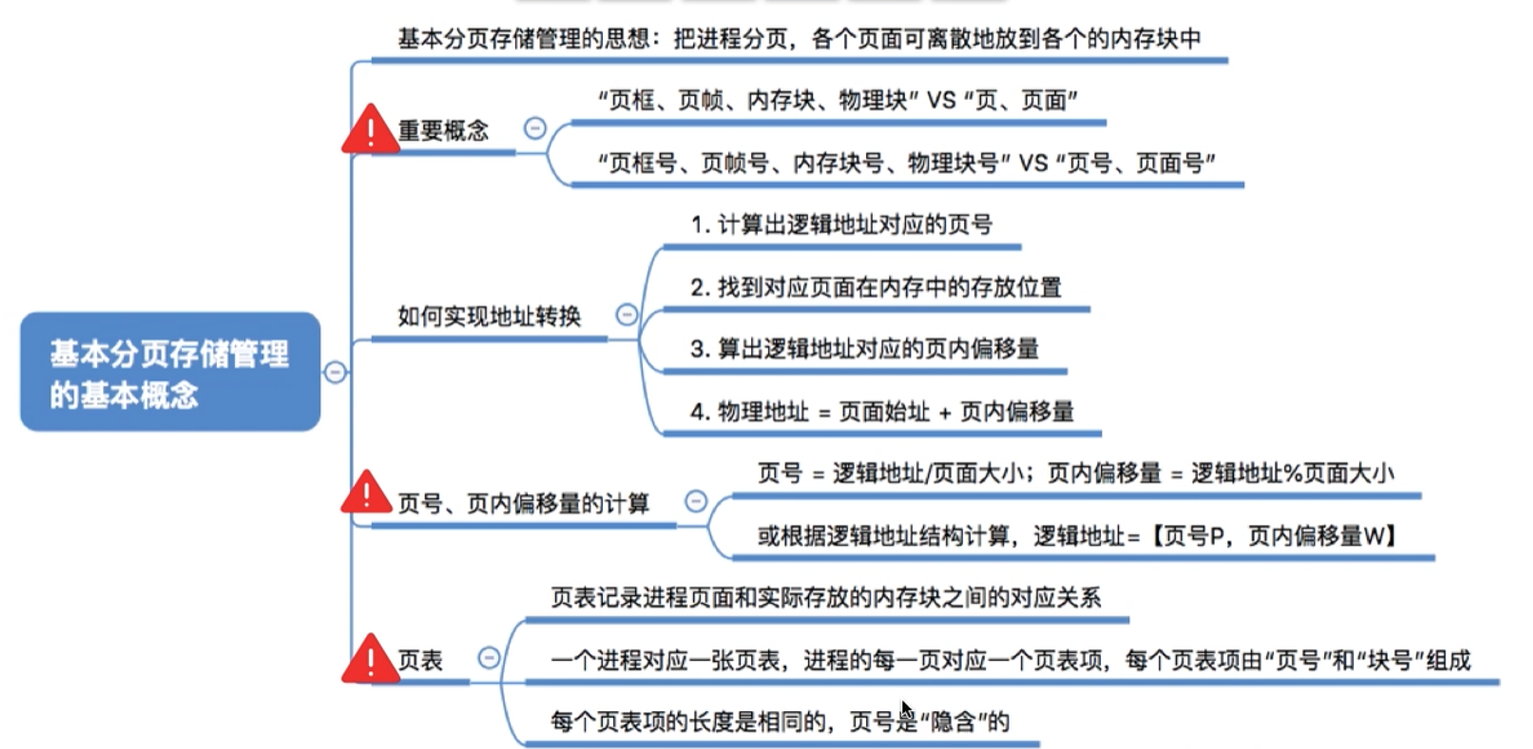 基本分页存储管理的思想：把进程分页，各个页面可离散地放到各个的内存块中
重要概念
“页框、页帧、内存块、物理块” VS “页、页面”
“页框号、页帧号、内存块号、物理块号” VS “页号、页面号”
如何实现地址转换
1. 计算出逻辑地址对应的页号
2. 找到对应页面在内存中的存放位置
3. 算出逻辑地址对应的页内偏移量
4. 物理地址 = 页面始址 + 页内偏移量
基本分页存储管理
的基本概念
页号、页内偏移量的计算
页号 = 逻辑地址/页面大小；页内偏移量 = 逻辑地址%页面大小
或根据逻辑地址结构计算，逻辑地址=【页号P，页内偏移量W】
页表
页表记录进程页面和实际存放的内存块之间的对应关系
一个进程对应一张页表，进程的每一页对应一个页表项，每个页表项由“页号”和“块号”组成
每个页表项的长度是相同的，页号是“隐含”的